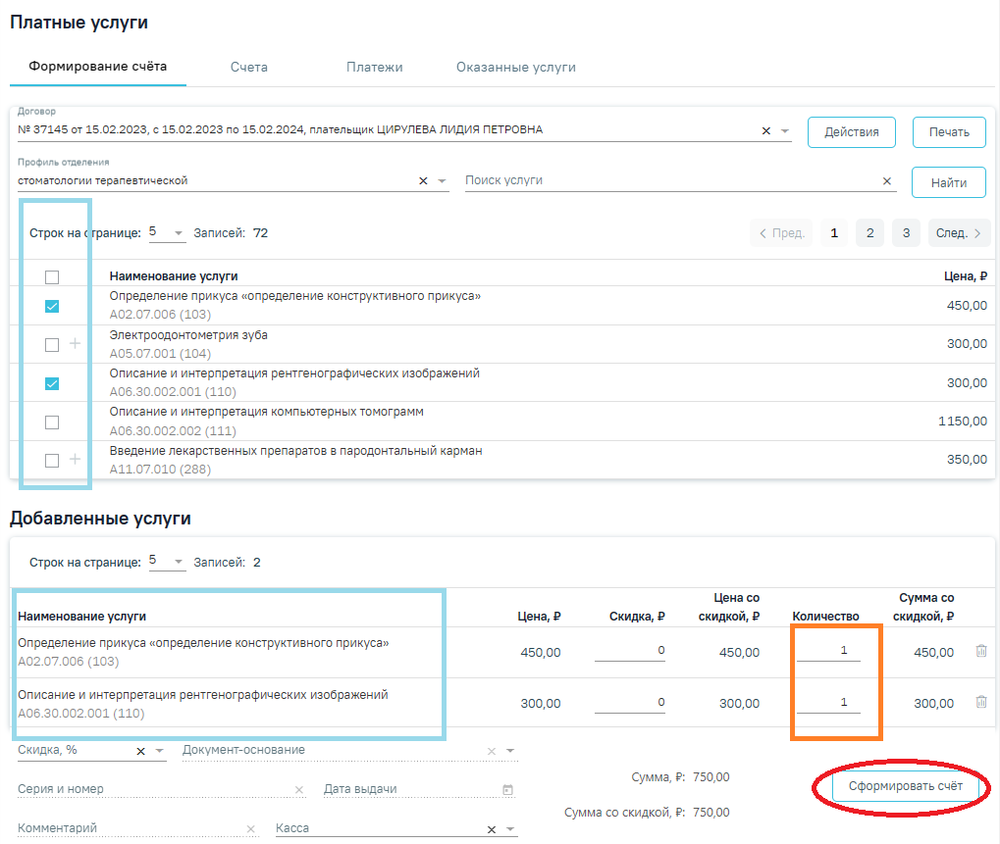 Платные услуги
Формирование счёта Счета Платежи Оказанные услуги
Договор
№ 37145 от 15.02.2023, с 15.02.2023 по 15.02.2024, плательщик ЦИРУЛЕВА ЛИДИЯ ПЕТРОВНА
Действия Печать
Профиль отделения
стоматологии терапевтической Поиск услуги Найти
Строк на странице: 5 Записей: 72 Пред. 1 2 3 След.
Наименование услуги Цена, ₽
Определение прикуса «определение конструктивного прикуса»
A02.07.006 (103) 450,00
Электроодонтометрия зуба
A05.07.001 (104) 300,00
Описание и интерпретация рентгенографических изображений
A06.30.002.001 (110) 300,00
Описание и интерпретация компьютерных томограмм
A06.30.002.002 (111) 1150,00
Введение лекарственных препаратов в пародонтальный карман
A11.07.010 (288) 350,00
Добавленные услуги
Строк на странице: 5 Записей: 2
Наименование услуги Цена, ₽ Скидка, ₽ Цена со скидкой, ₽ Количество Сумма со скидкой, ₽
Определение прикуса «определение конструктивного прикуса»
A02.07.006 (103) 450,00 0 450,00 1 450,00
Описание и интерпретация рентгенографических изображений
A06.30.002.001 (110) 300,00 0 300,00 1 300,00
Скидка, % Документ-основание
Серия и номер Дата выдачи
Комментарий Касса
Сумма, ₽: 750,00
Сумма со скидкой, ₽: 750,00
Сформировать счёт